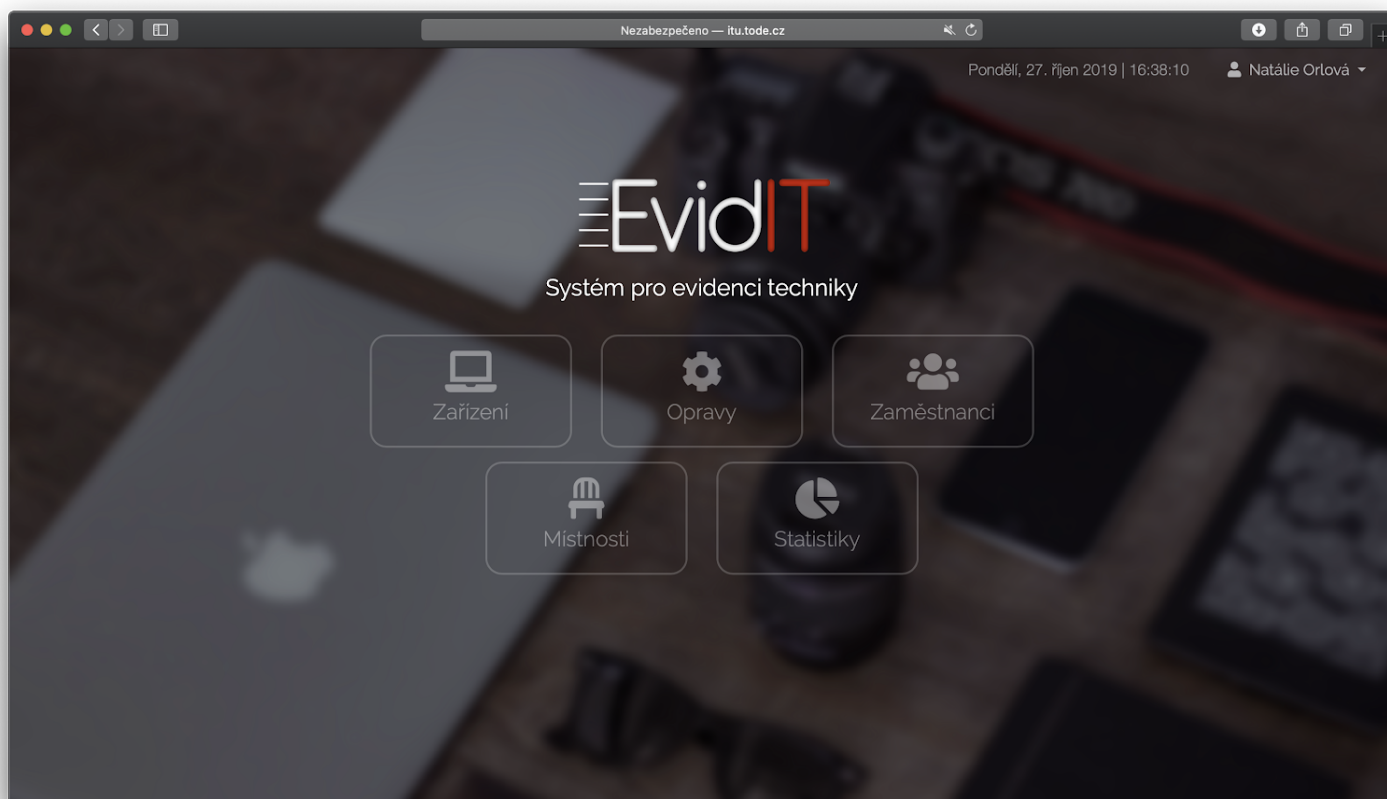 Nezabezpečeno — itu.tode.cz
Pondělí, 27. říjen 2019 | 16:38:10 Natálie Orlová
EvidIT
Systém pro evidenci techniky
Zařízení Opravy Zaměstnanci
Místnosti Statistiky